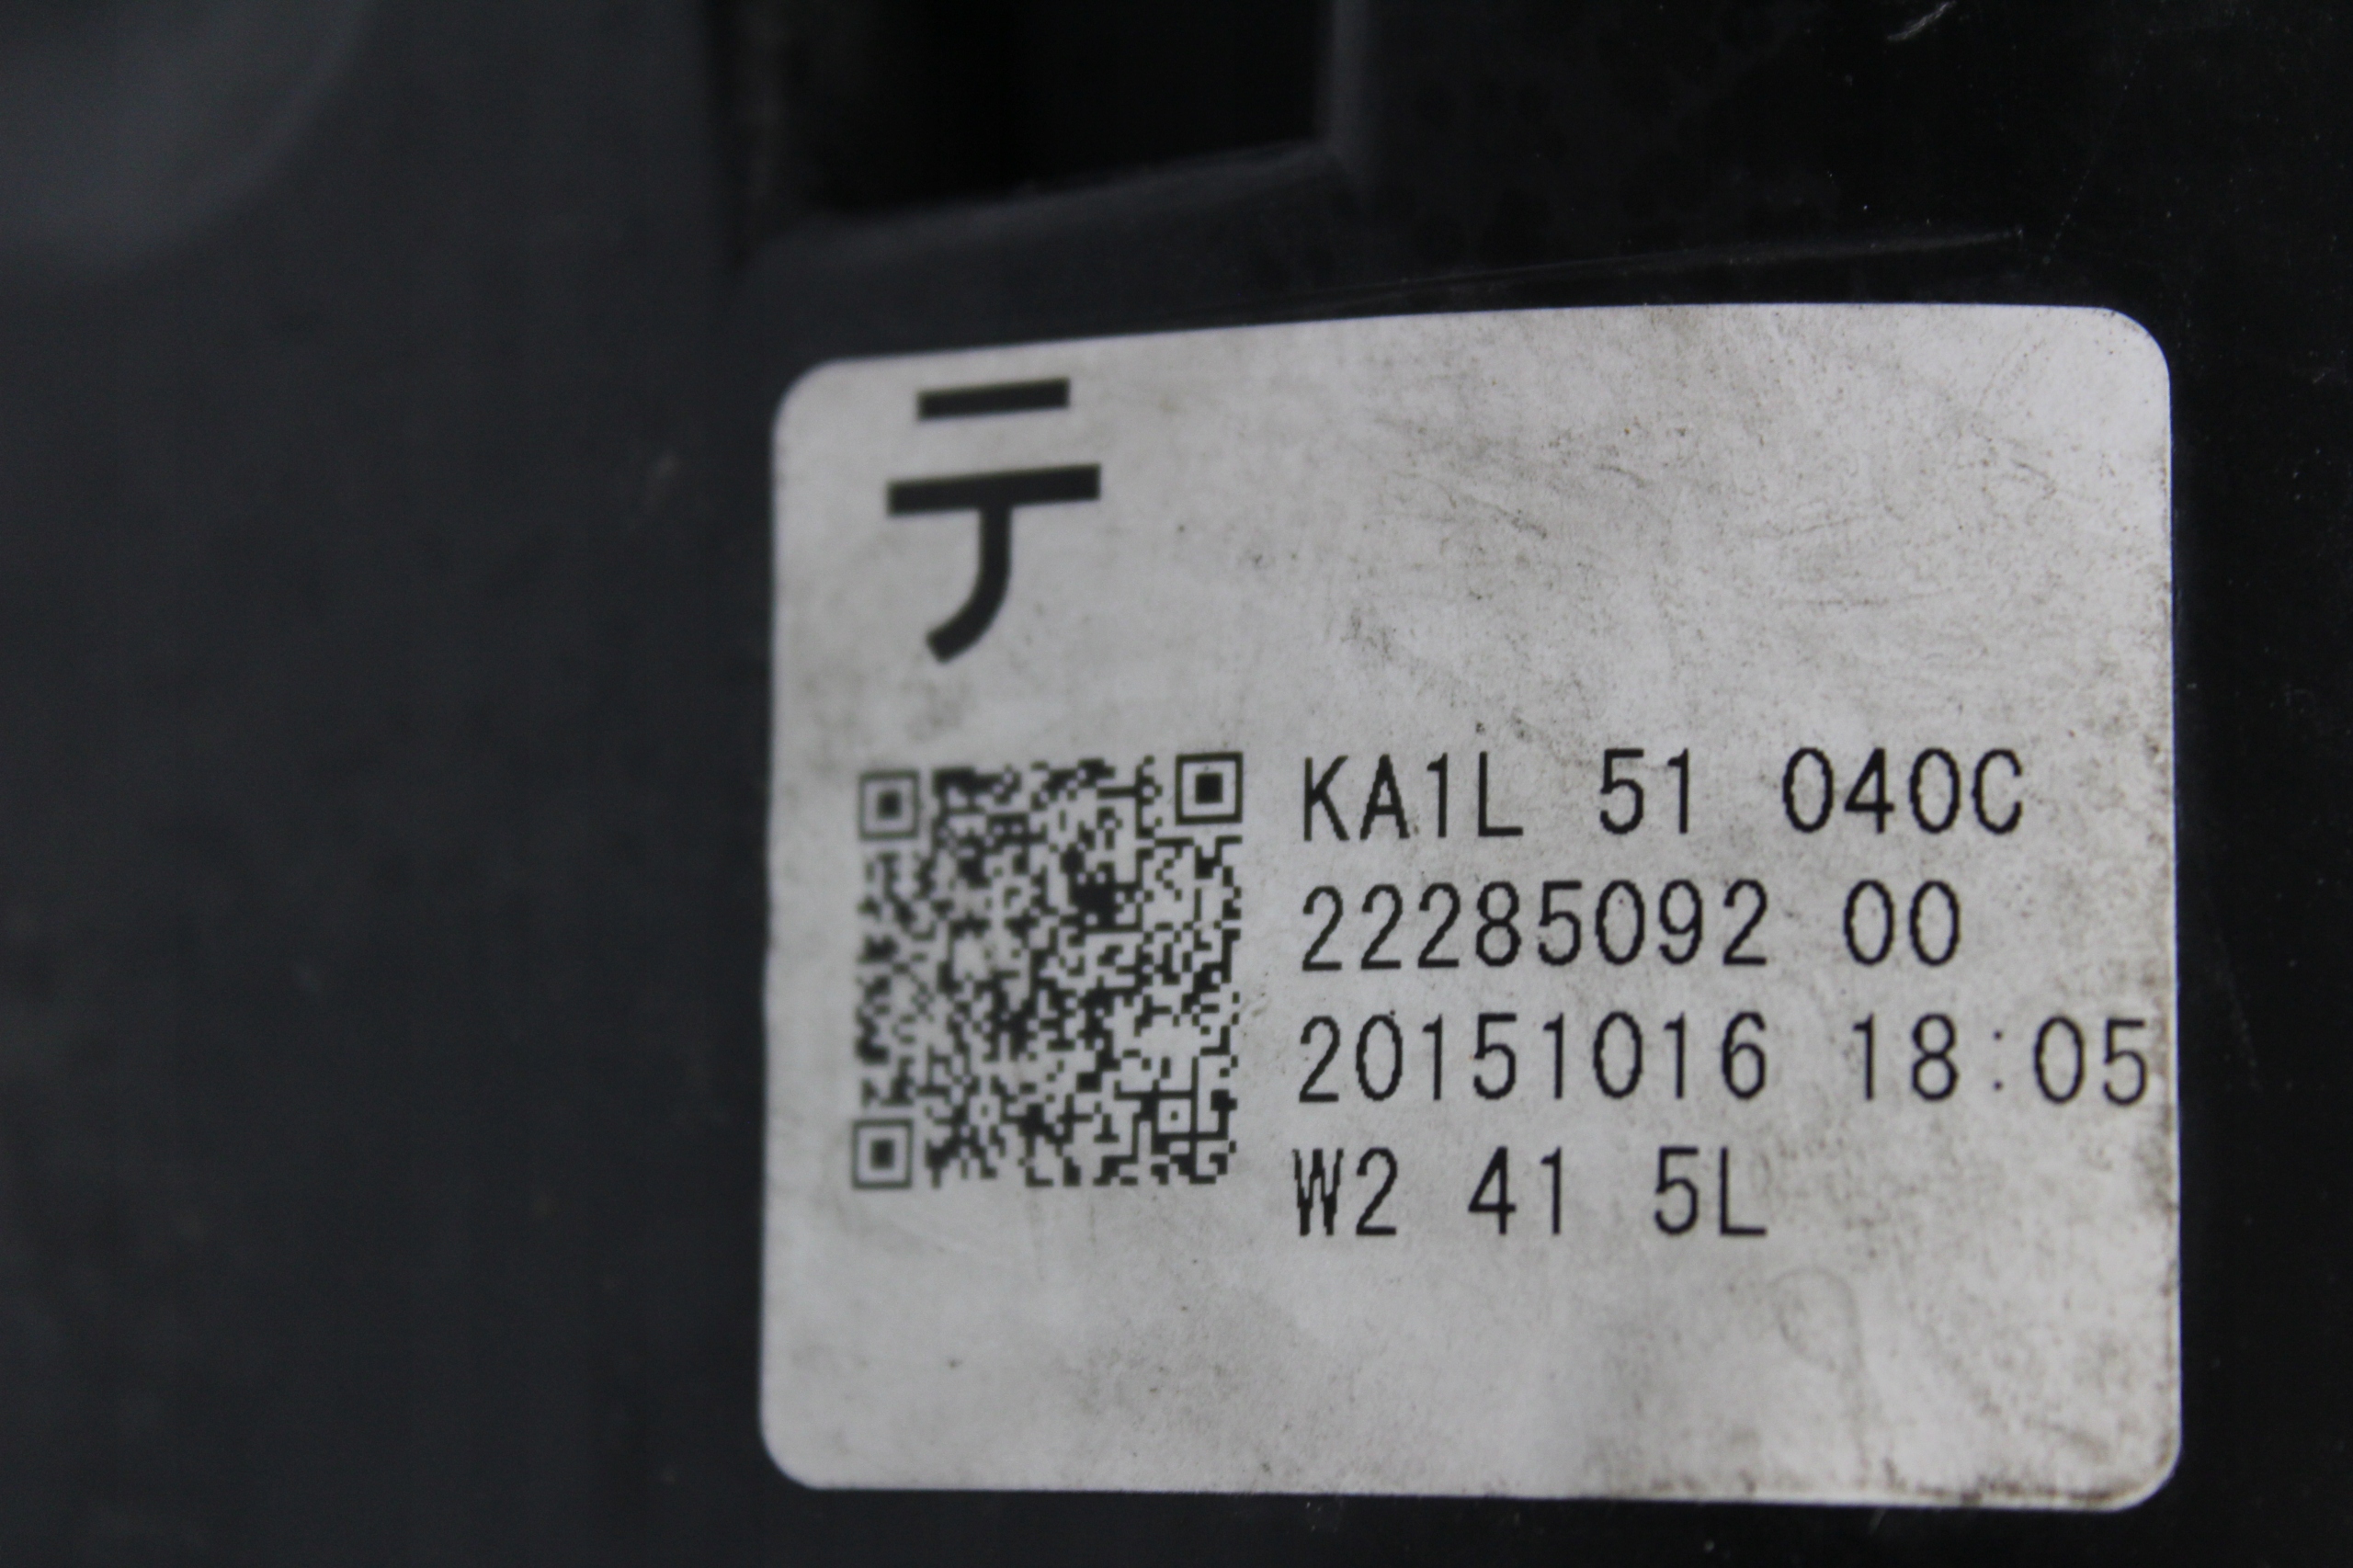 テ
KA1L 51 040C
22285092 00
20151016 18:05
W2 41 5L